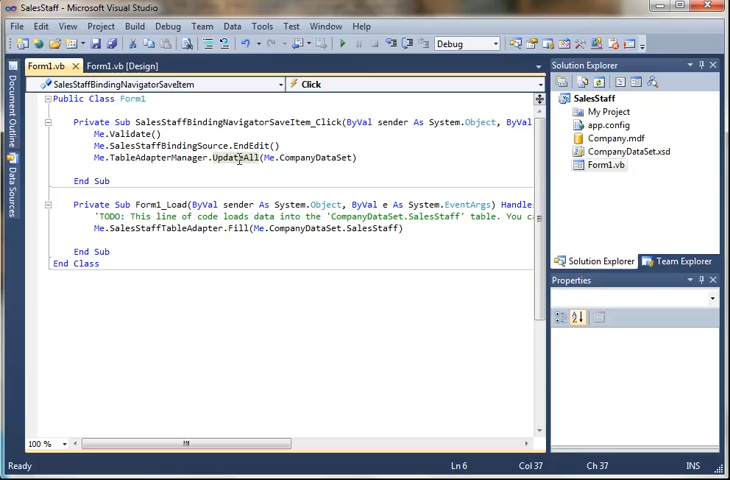 SalesStaff - Microsoft Visual Studio
File Edit View Project Build Debug Team Data Tools Test Window Help
Debug
Form1.vb Form1.vb [Design]
SalesStaffBindingNavigatorSaveItem Click
Public Class Form1
Private Sub SalesStaffBindingNavigatorSaveItem_Click(ByVal sender As System.Object, ByVal
Me.Validate()
Me.SalesStaffBindingSource.EndEdit()
Me.TableAdapterManager.UpdateAll(Me.CompanyDataSet)
End Sub
Private Sub Form1_Load(ByVal sender As System.Object, ByVal e As System.EventArgs) Handles
'TODO: This line of code loads data into the 'CompanyDataSet.SalesStaff' table. You ca
Me.SalesStaffTableAdapter.Fill(Me.CompanyDataSet.SalesStaff)
End Sub
End Class
100 %
Document Outline
Data Sources
Solution Explorer
SalesStaff
My Project
app.config
Company.mdf
CompanyDataSet.xsd
Form1.vb
Solution Explorer Team Explorer
Properties
Ready Ln 6 Col 37 Ch 37 INS